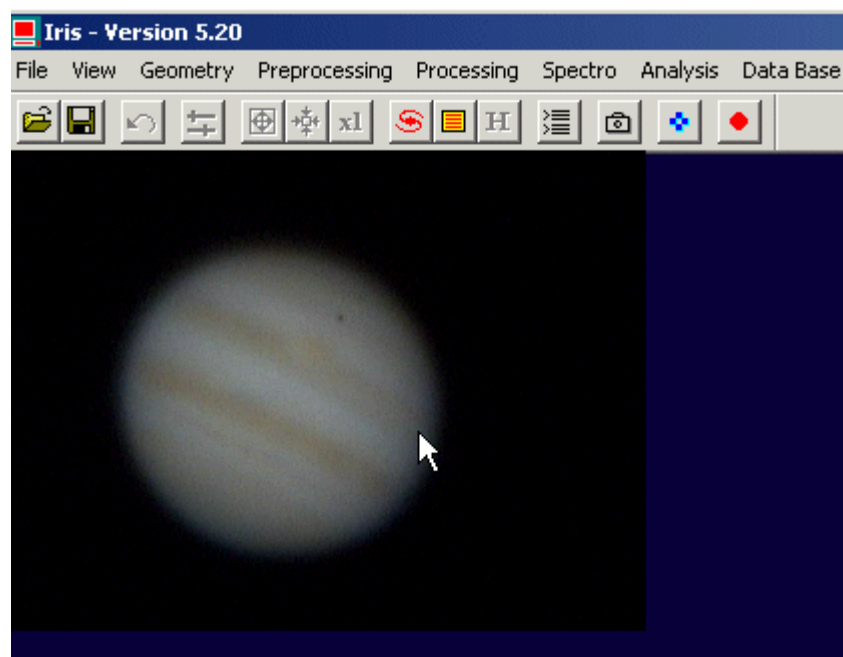 Iris - Version 5.20
File View Geometry Preprocessing Processing Spectro Analysis Data Base
x1 H